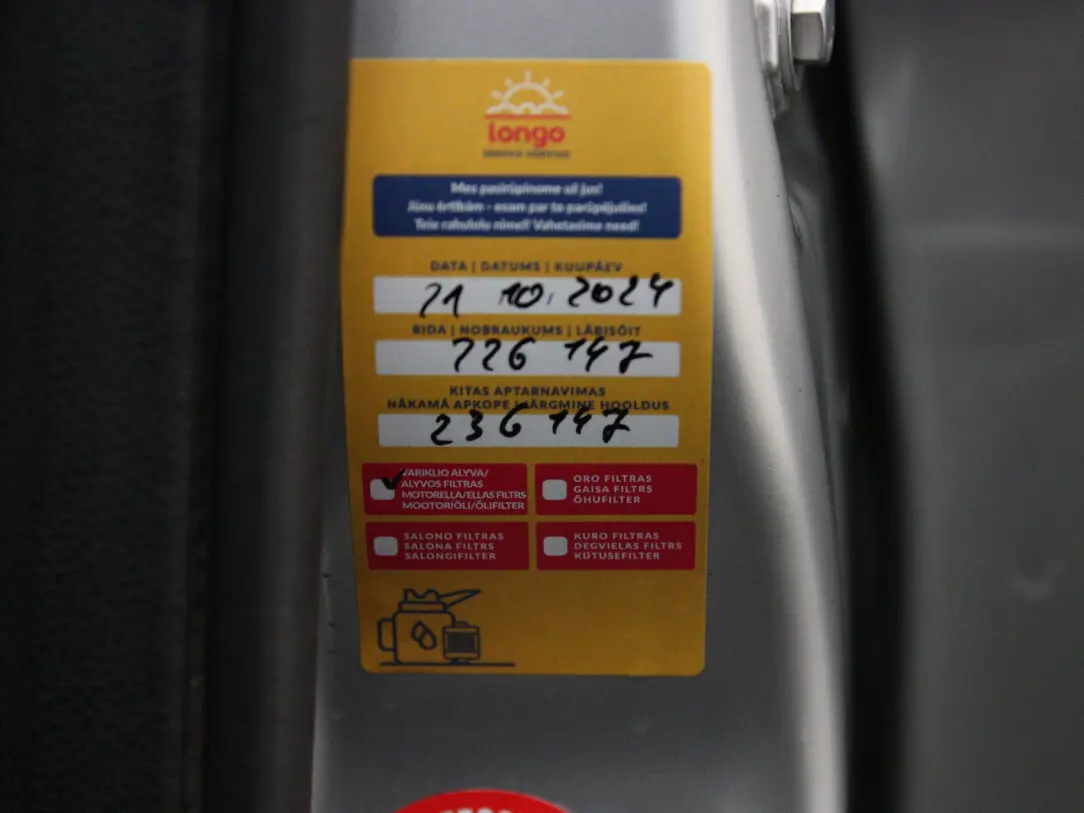 longo
Mes pasirūpinome už jus!
Jūsu ērtībām - esam par to parūpējušies!
Teie rahulolu nimel! Vahetasime need!
DATA | DATUMS | KUUPÄEV
21 10. 2024
RIDA | NOBRAUKUMS | LÄBISÕIT
226 147
KITAS APTARNAVIMAS
NĀKAMĀ APKOPE | JÄRGMINE HOOLDUS
236 147
VARIKLIO ALYVA/
ALYVOS FILTRAS
MOTOREĻĻA/EĻĻAS FILTRS
MOOTORIÕLI/ÕLIFILTER
ORO FILTRAS
GAISA FILTRS
ÕHUFILTER
SALONO FILTRAS
SALONA FILTRS
SALONGIFILTER
KURO FILTRAS
DEGVIELAS FILTRS
KÜTUSEFILTER